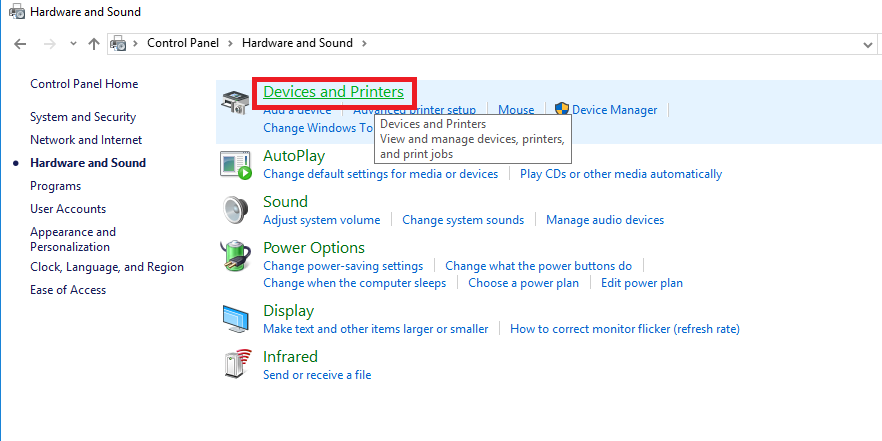 Hardware and Sound
Control Panel > Hardware and Sound >
Control Panel Home
System and Security
Network and Internet
Hardware and Sound
Programs
User Accounts
Appearance and
Personalization
Clock, Language, and Region
Ease of Access
Devices and Printers
Add a device | Advanced printer setup | Mouse | Device Manager |
Change Windows To
Devices and Printers
View and manage devices, printers,
and print jobs
AutoPlay
Change default settings for media or devices | Play CDs or other media automatically
Sound
Adjust system volume | Change system sounds | Manage audio devices
Power Options
Change power-saving settings | Change what the power buttons do |
Change when the computer sleeps | Choose a power plan | Edit power plan
Display
Make text and other items larger or smaller | How to correct monitor flicker (refresh rate)
Infrared
Send or receive a file